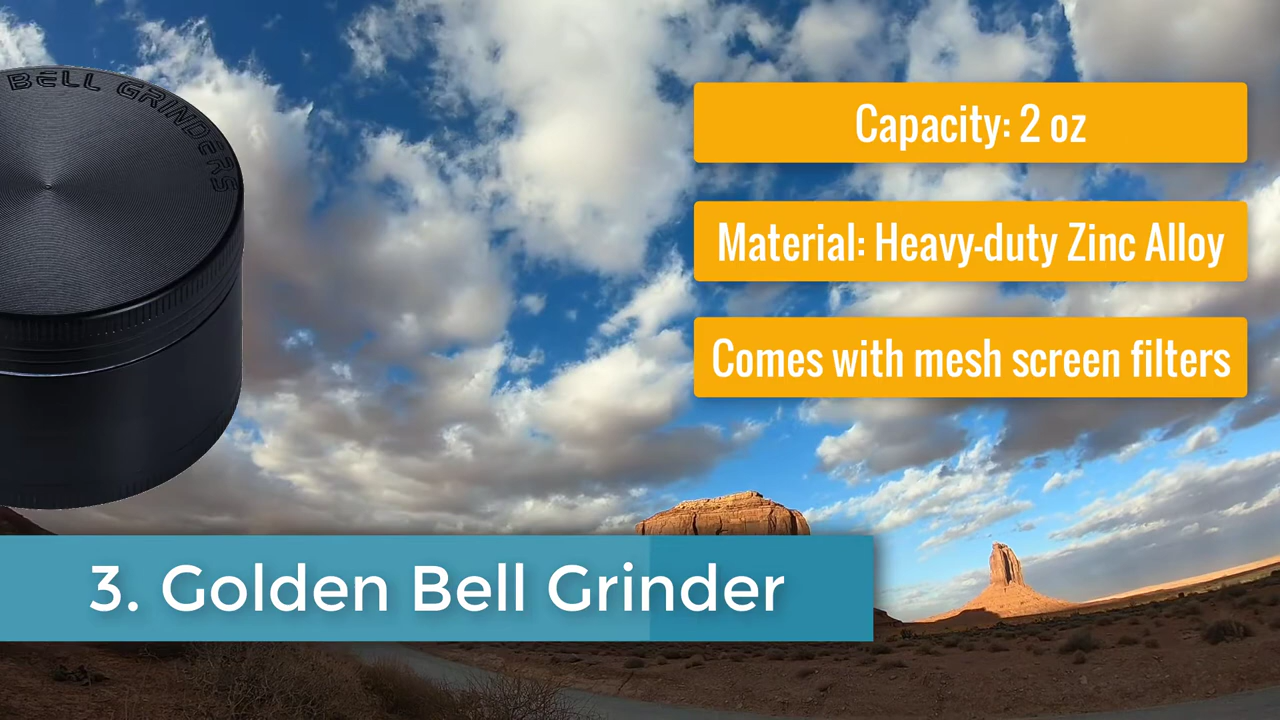 BELL GRINDERS
Capacity: 2 oz
Material: Heavy-duty Zinc Alloy
Comes with mesh screen filters
3. Golden Bell Grinder